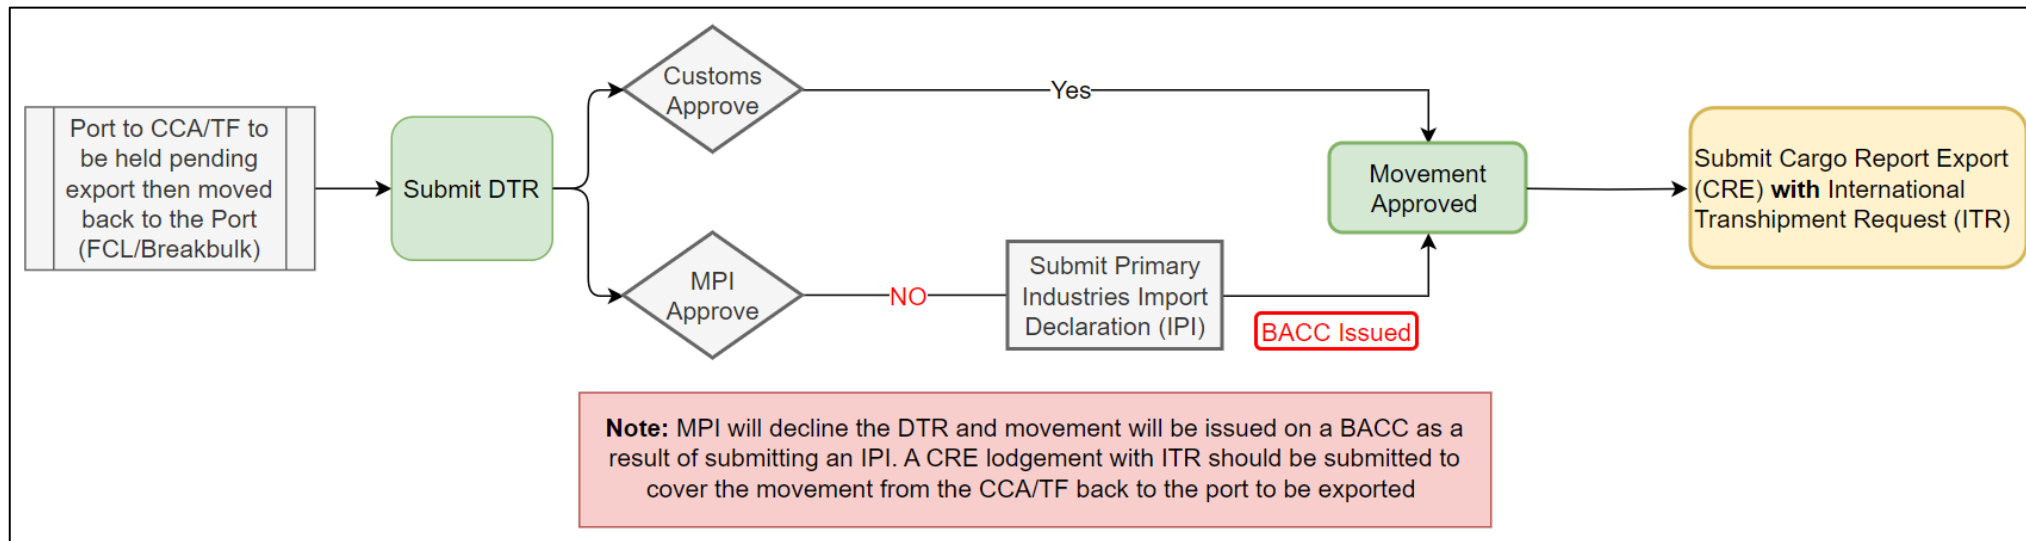 Port to CCA/TF to
be held pending
export then moved
back to the Port
(FCL/Breakbulk)
Submit DTR
Customs
Approve
Yes
MPI
Approve
NO
Submit Primary
Industries Import
Declaration (IPI)
BACC Issued
Movement
Approved
Submit Cargo Report Export
(CRE) with International
Transhipment Request (ITR)
Note: MPI will decline the DTR and movement will be issued on a BACC as a
result of submitting an IPI. A CRE lodgement with ITR should be submitted to
cover the movement from the CCA/TF back to the port to be exported